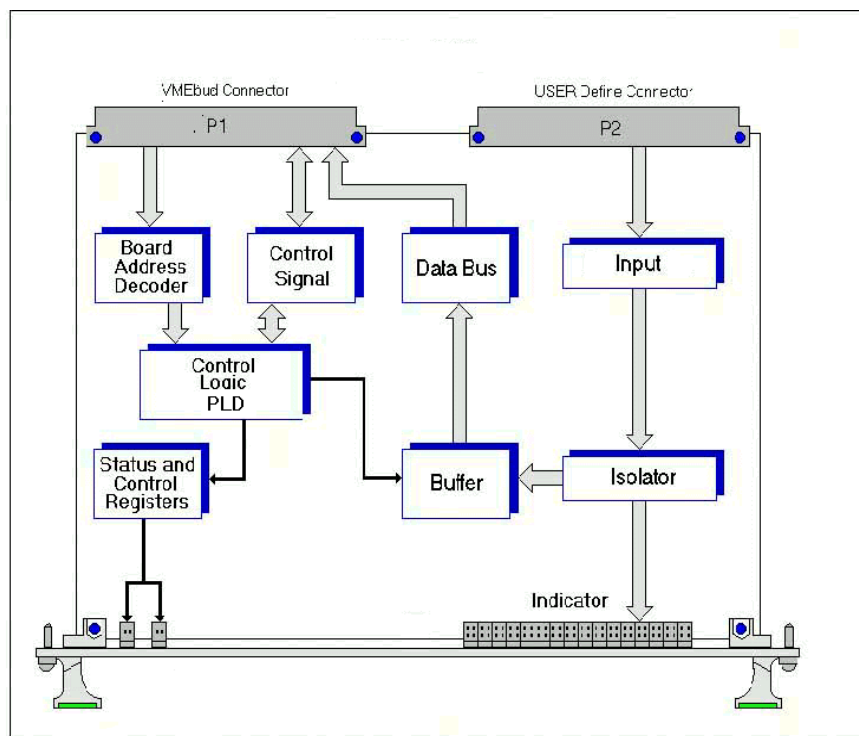 VMEbud Connector
USER Define Connector
P1
P2
Board
Address
Decoder
Control
Signal
Data Bus
Input
Control
Logic
PLD
Status and
Control
Registers
Buffer
Isolator
Indicator